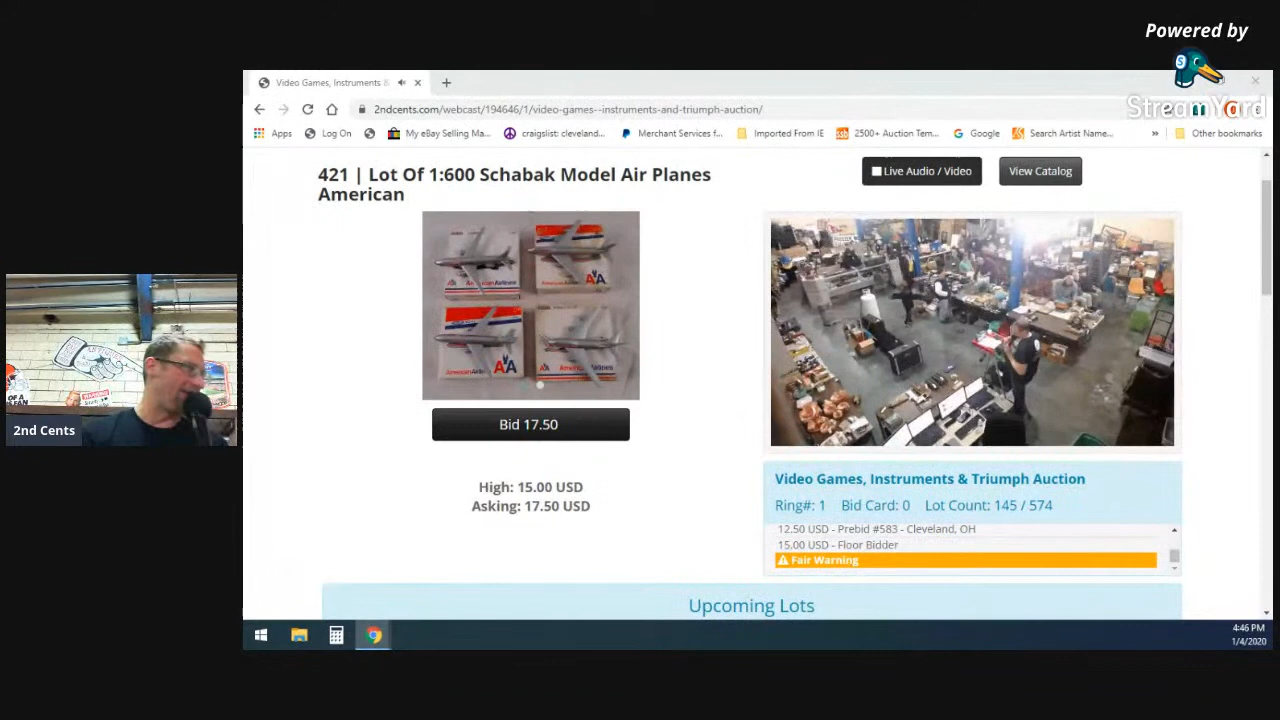 Powered by
StreamYard
Video Games, Instruments &
2ndcents.com/webcast/194646/1/video-games--instruments-and-triumph-auction/
Apps
Log On
My eBay Selling Ma...
craigslist: cleveland...
Merchant Services f...
Imported From IE
2500+ Auction Tem...
Google
Search Artist Name...
»
Other bookmarks
421 | Lot Of 1:600 Schabak Model Air Planes
American
Live Audio / Video
View Catalog
AA
AmericanAirlines
AA
Bid 17.50
High: 15.00 USD
Asking: 17.50 USD
Video Games, Instruments & Triumph Auction
Ring#: 1 Bid Card: 0 Lot Count: 145 / 574
12.50 USD - Prebid #583 - Cleveland, OH
15.00 USD - Floor Bidder
Fair Warning
Upcoming Lots
2nd Cents
4:46 PM
1/4/2020